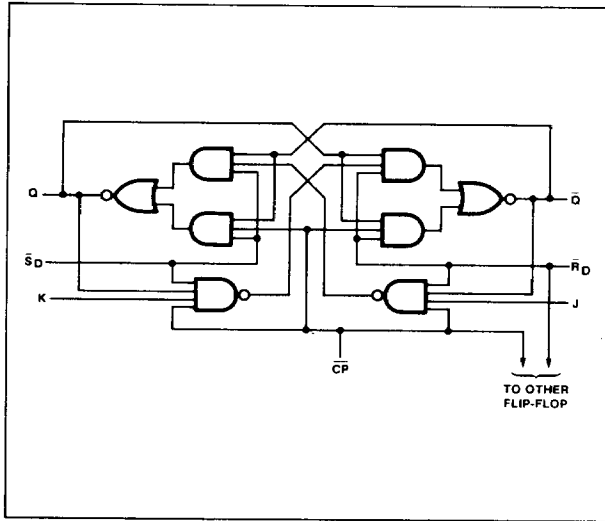 Q
Q̅
S̅D
R̅D
K
J
C̅P̅
TO OTHER
FLIP-FLOP